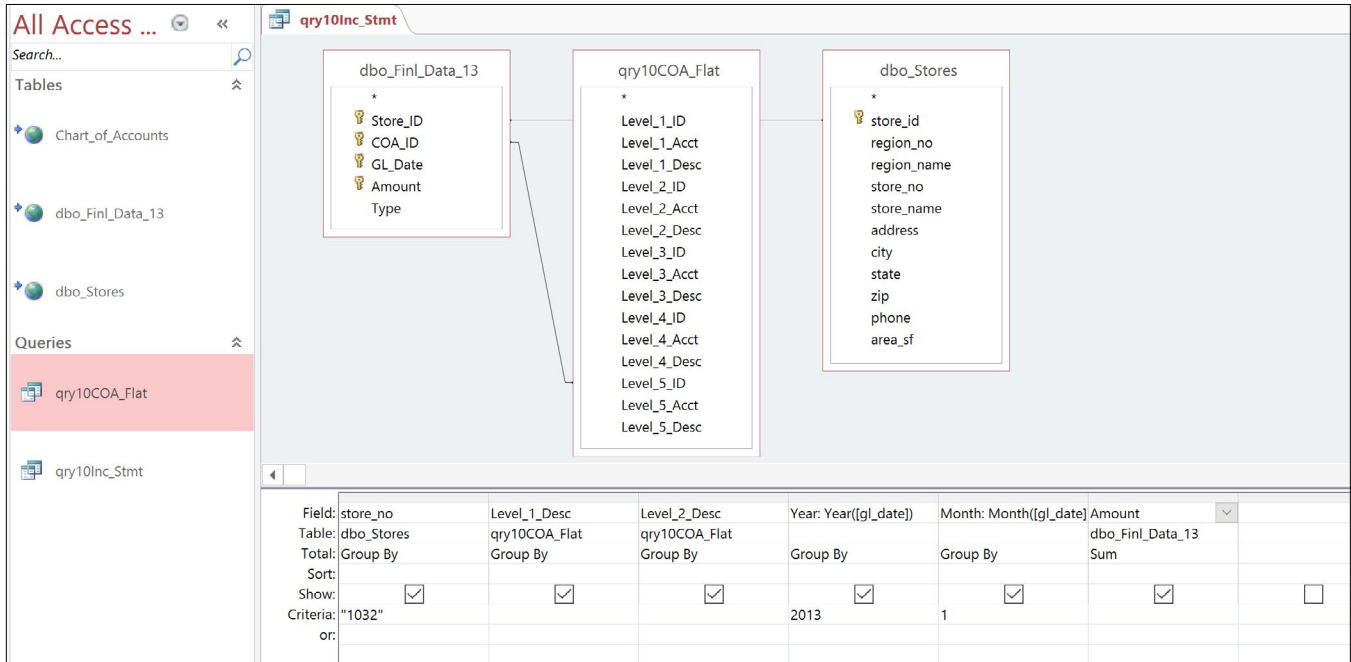 All Access ...
Search...
Tables
Chart_of_Accounts
dbo_Finl_Data_13
dbo_Stores
Queries
qry10COA_Flat
qry10Inc_Stmt
qry10Inc_Stmt
dbo_Finl_Data_13
*
Store_ID
COA_ID
GL_Date
Amount
Type
qry10COA_Flat
*
Level_1_ID
Level_1_Acct
Level_1_Desc
Level_2_ID
Level_2_Acct
Level_2_Desc
Level_3_ID
Level_3_Acct
Level_3_Desc
Level_4_ID
Level_4_Acct
Level_4_Desc
Level_5_ID
Level_5_Acct
Level_5_Desc
dbo_Stores
*
store_id
region_no
region_name
store_no
store_name
address
city
state
zip
phone
area_sf
Field: store_no Level_1_Desc Level_2_Desc Year: Year([gl_date]) Month: Month([gl_date] Amount
Table: dbo_Stores qry10COA_Flat qry10COA_Flat dbo_Finl_Data_13
Total: Group By Group By Group By Group By Group By Sum
Sort:
Show:
Criteria: "1032" 2013 1
or: